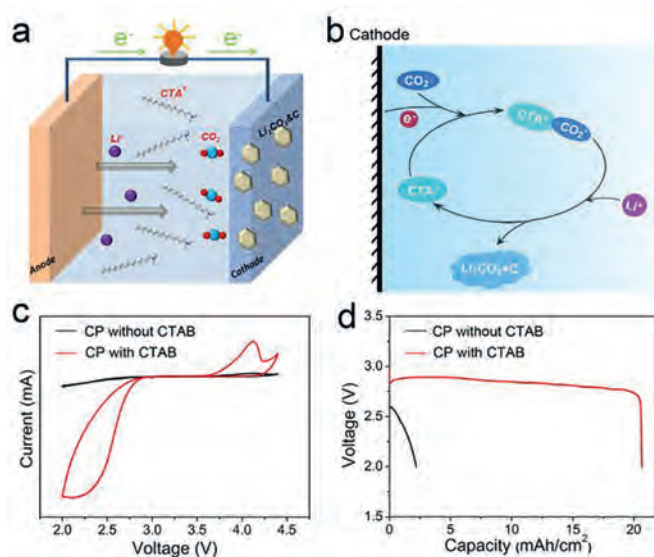 a
e⁻
e⁻
CTA⁺
Li⁺
CO₂
Li₂CO₃&C
Anode
Cathode
b
Cathode
CO₂
e⁻
CTA⁺
CO₂⁻
CTA⁺
Li⁺
Li₂CO₃+C
c
CP without CTAB
CP with CTAB
Current (mA)
2.0 2.5 3.0 3.5 4.0 4.5
Voltage (V)
d
CP without CTAB
CP with CTAB
Voltage (V)
3.5
3.0
2.5
2.0
1.5
0 5 10 15 20
Capacity (mAh/cm²)